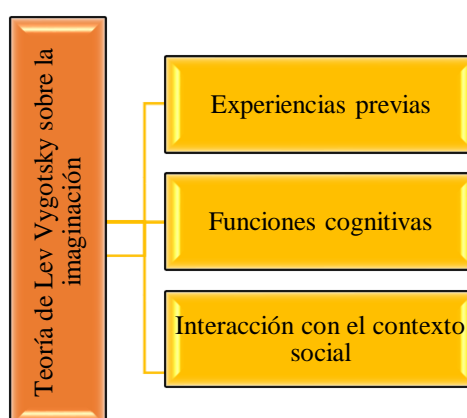 Teoría de Lev Vygotsky sobre la
imaginación
Experiencias previas
Funciones cognitivas
Interacción con el contexto
social